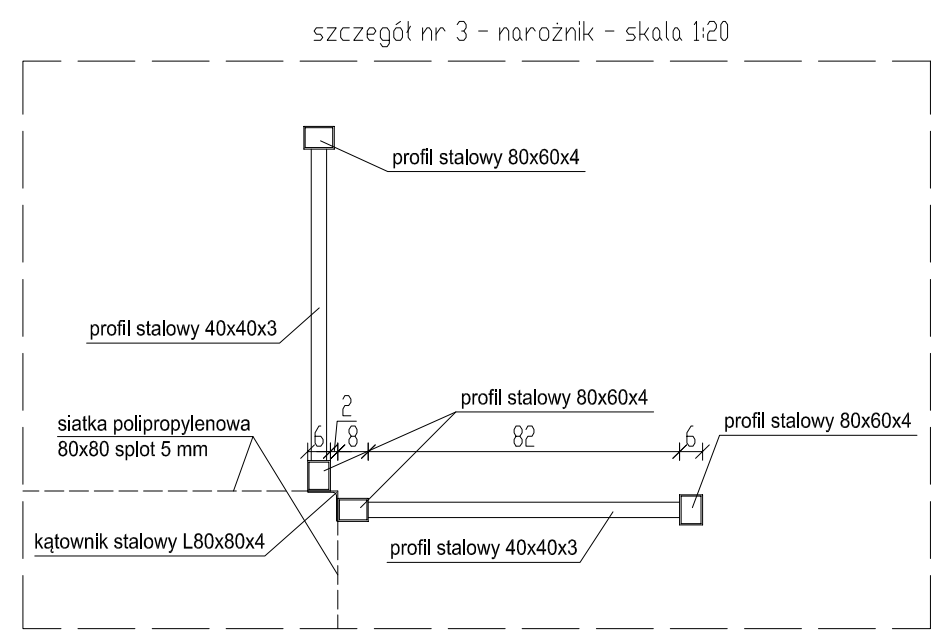 szczegół nr 3 - narożnik - skala 1:20
profil stalowy 80x60x4
profil stalowy 40x40x3
siatka polipropylenowa
80x80 splot 5 mm
2
6
8
82
6
profil stalowy 80x60x4
profil stalowy 80x60x4
kątownik stalowy L80x80x4
profil stalowy 40x40x3